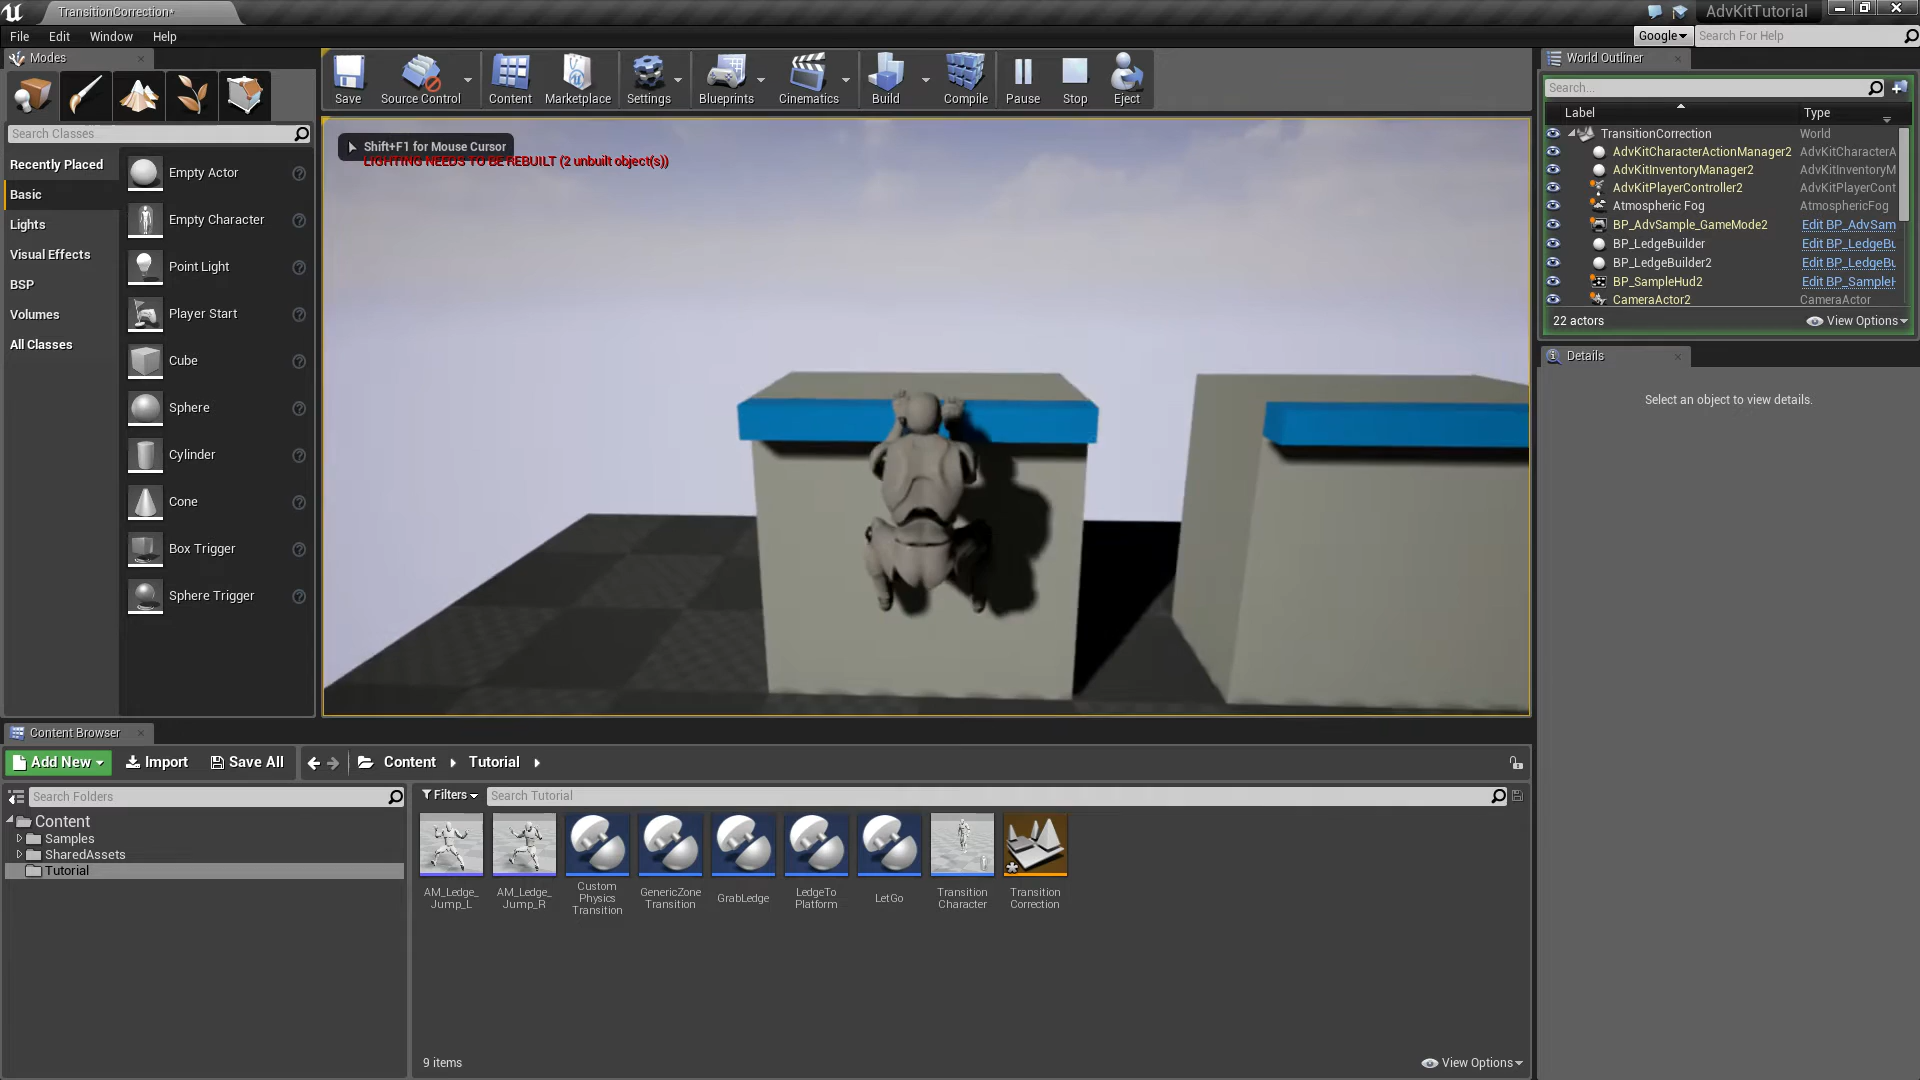 TransitionCorrection*
AdvKitTutorial
File Edit Window Help
Google Search For Help
Modes
Search Classes
Recently Placed
Basic
Lights
Visual Effects
BSP
Volumes
All Classes
Empty Actor
Empty Character
Point Light
Player Start
Cube
Sphere
Cylinder
Cone
Box Trigger
Sphere Trigger
Save Source Control Content Marketplace Settings Blueprints Cinematics Build Compile Pause Stop Eject
Shift+F1 for Mouse Cursor
LIGHTING NEEDS TO BE REBUILT (2 unbuilt object(s))
World Outliner
Search...
Label Type
TransitionCorrection World
AdvKitCharacterActionManager2 AdvKitCharacterA
AdvKitInventoryManager2 AdvKitInventoryM
AdvKitPlayerController2 AdvKitPlayerCont
Atmospheric Fog AtmosphericFog
BP_AdvSample_GameMode2 Edit BP_AdvSam
BP_LedgeBuilder Edit BP_LedgeBu
BP_LedgeBuilder2 Edit BP_LedgeBu
BP_SampleHud2 Edit BP_SampleH
CameraActor2 CameraActor
22 actors View Options
Details
Select an object to view details.
Content Browser
Add New Import Save All Content Tutorial
Search Folders
Content
Samples
SharedAssets
Tutorial
Filters Search Tutorial
AM_Ledge_
Jump_L
AM_Ledge_
Jump_R
Custom
Physics
Transition
GenericZone
Transition
GrabLedge
LedgeTo
Platform
LetGo
Transition
Character
Transition
Correction
9 items View Options